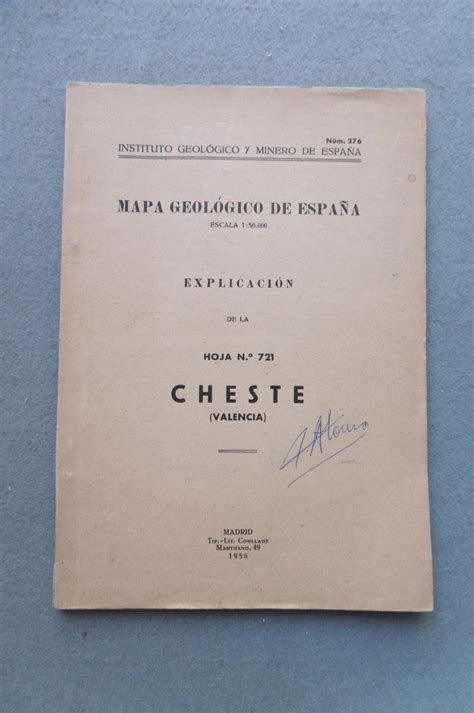 Núm. 276
INSTITUTO GEOLÓGICO Y MINERO DE ESPAÑA
MAPA GEOLÓGICO DE ESPAÑA
ESCALA 1:50.000
EXPLICACIÓN
DE LA
HOJA N.º 721
CHESTE
(VALENCIA)
MADRID
Tip.-Lit. Coullaut
Mantuano, 49
1956